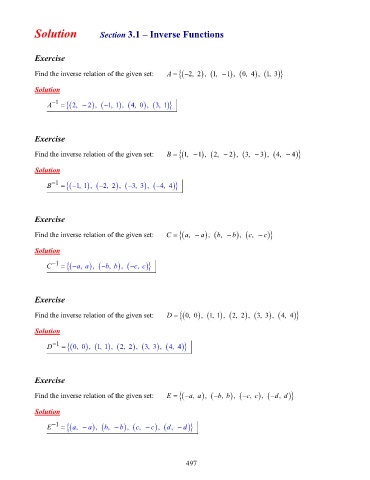 Solution Section 3.1 – Inverse Functions
Exercise
Find the inverse relation of the given set: A = {(−2, 2), (1, −1), (0, 4), (1, 3)}
Solution
A⁻¹ = {(2, −2), (−1, 1), (4, 0), (3, 1)}
Exercise
Find the inverse relation of the given set: B = {(1, −1), (2, −2), (3, −3), (4, −4)}
Solution
B⁻¹ = {(−1, 1), (−2, 2), (−3, 3), (−4, 4)}
Exercise
Find the inverse relation of the given set: C = {(a, −a), (b, −b), (c, −c)}
Solution
C⁻¹ = {(−a, a), (−b, b), (−c, c)}
Exercise
Find the inverse relation of the given set: D = {(0, 0), (1, 1), (2, 2), (3, 3), (4, 4)}
Solution
D⁻¹ = {(0, 0), (1, 1), (2, 2), (3, 3), (4, 4)}
Exercise
Find the inverse relation of the given set: E = {(−a, a), (−b, b), (−c, c), (−d, d)}
Solution
E⁻¹ = {(a, −a), (b, −b), (c, −c), (d, −d)}
497